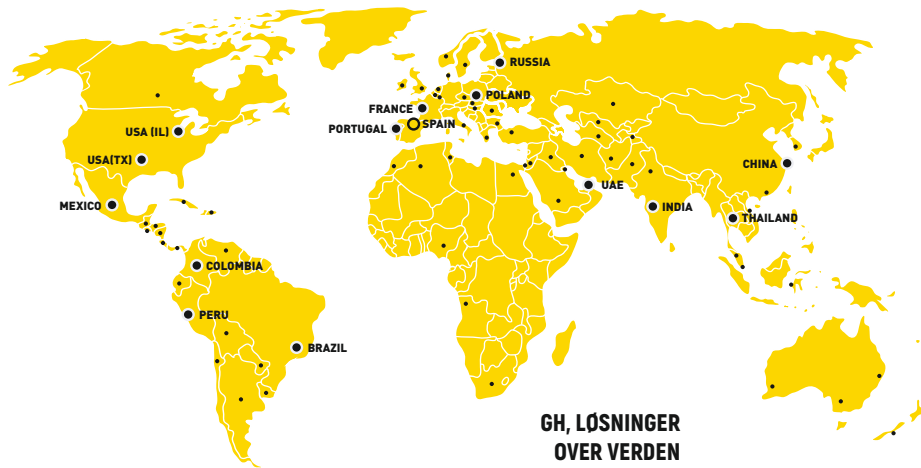 RUSSIA
POLAND
FRANCE
SPAIN
PORTUGAL
USA (IL)
USA(TX)
MEXICO
CHINA
UAE
INDIA
THAILAND
COLOMBIA
PERU
BRAZIL
GH, LØSNINGER
OVER VERDEN